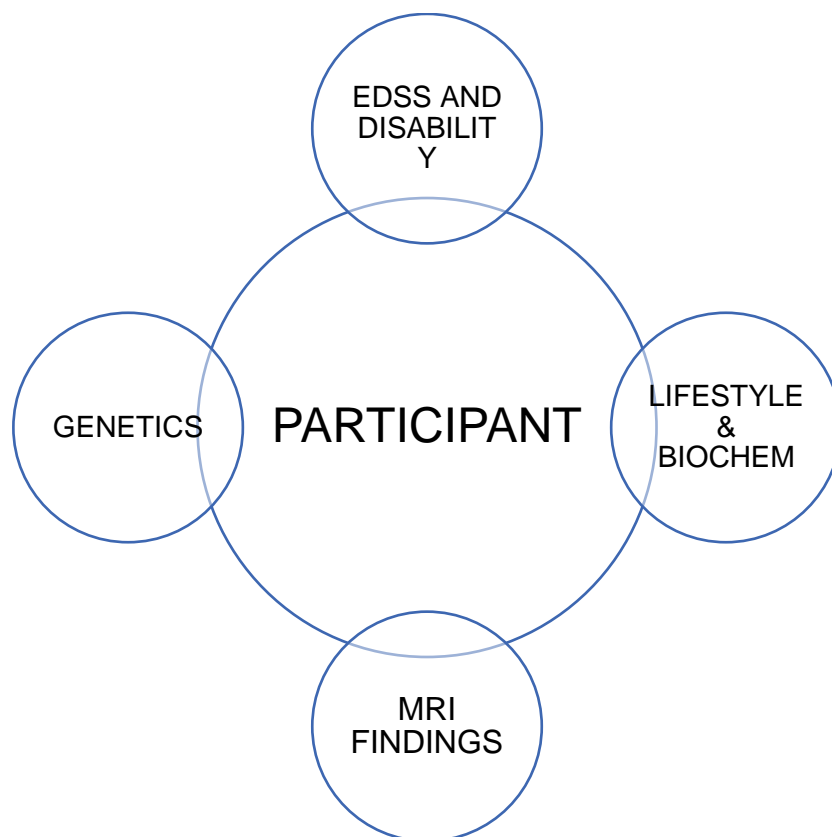 EDSS AND
DISABILIT
Y
GENETICS
PARTICIPANT
LIFESTYLE
&
BIOCHEM
MRI
FINDINGS